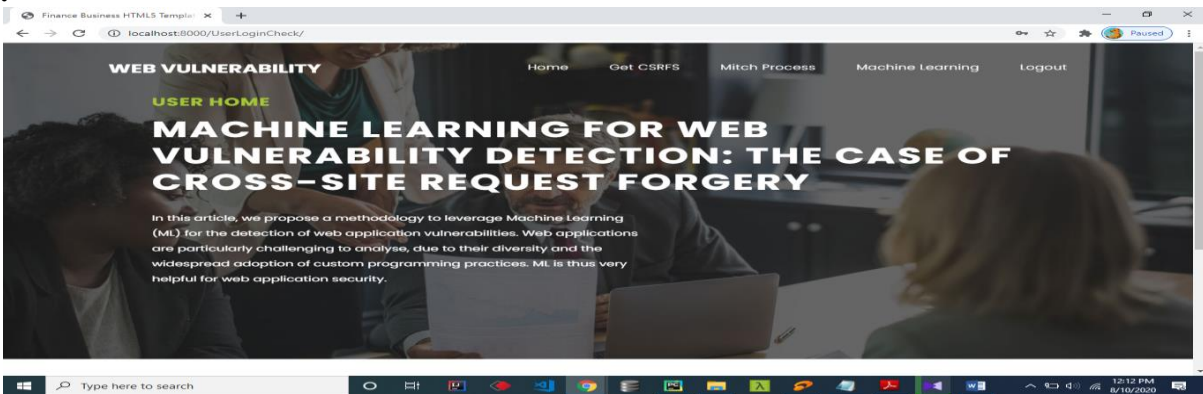 Finance Business HTML5 Templat
localhost:8000/UserLoginCheck/
Paused
WEB VULNERABILITY
Home Get CSRFS Mitch Process Machine Learning Logout
USER HOME
MACHINE LEARNING FOR WEB
VULNERABILITY DETECTION: THE CASE OF
CROSS-SITE REQUEST FORGERY
In this article, we propose a methodology to leverage Machine Learning
(ML) for the detection of web application vulnerabilities. Web applications
are particularly challenging to analyse, due to their diversity and the
widespread adoption of custom programming practices. ML is thus very
helpful for web application security.
Type here to search
12:12 PM
8/10/2020